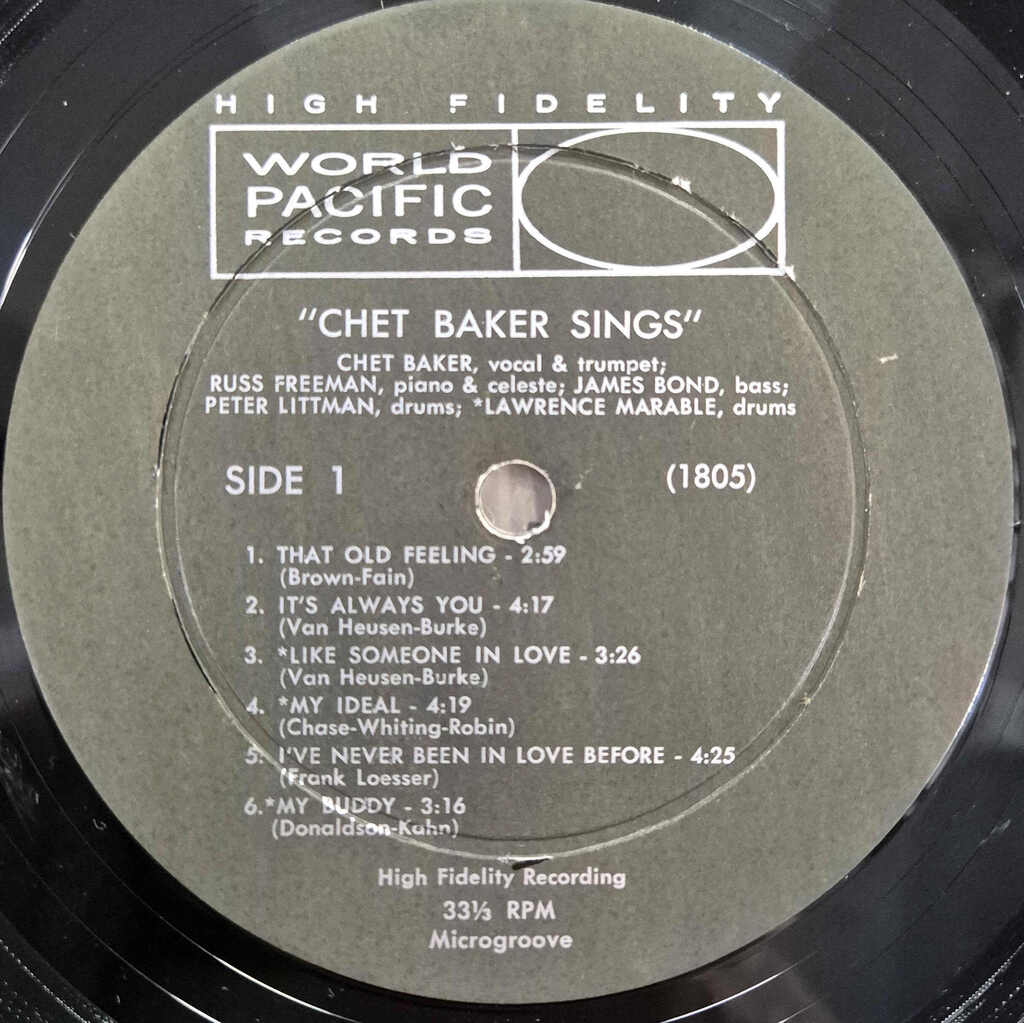 HIGH FIDELITY
WORLD
PACIFIC
RECORDS
"CHET BAKER SINGS"
CHET BAKER, vocal & trumpet;
RUSS FREEMAN, piano & celeste; JAMES BOND, bass;
PETER LITTMAN, drums; *LAWRENCE MARABLE, drums
SIDE 1 (1805)
1. THAT OLD FEELING - 2:59
(Brown-Fain)
2. IT'S ALWAYS YOU - 4:17
(Van Heusen-Burke)
3. *LIKE SOMEONE IN LOVE - 3:26
(Van Heusen-Burke)
4. *MY IDEAL - 4:19
(Chase-Whiting-Robin)
5. I'VE NEVER BEEN IN LOVE BEFORE - 4:25
(Frank Loesser)
6.*MY BUDDY - 3:16
(Donaldson-Kahn)
High Fidelity Recording
33⅓ RPM
Microgroove